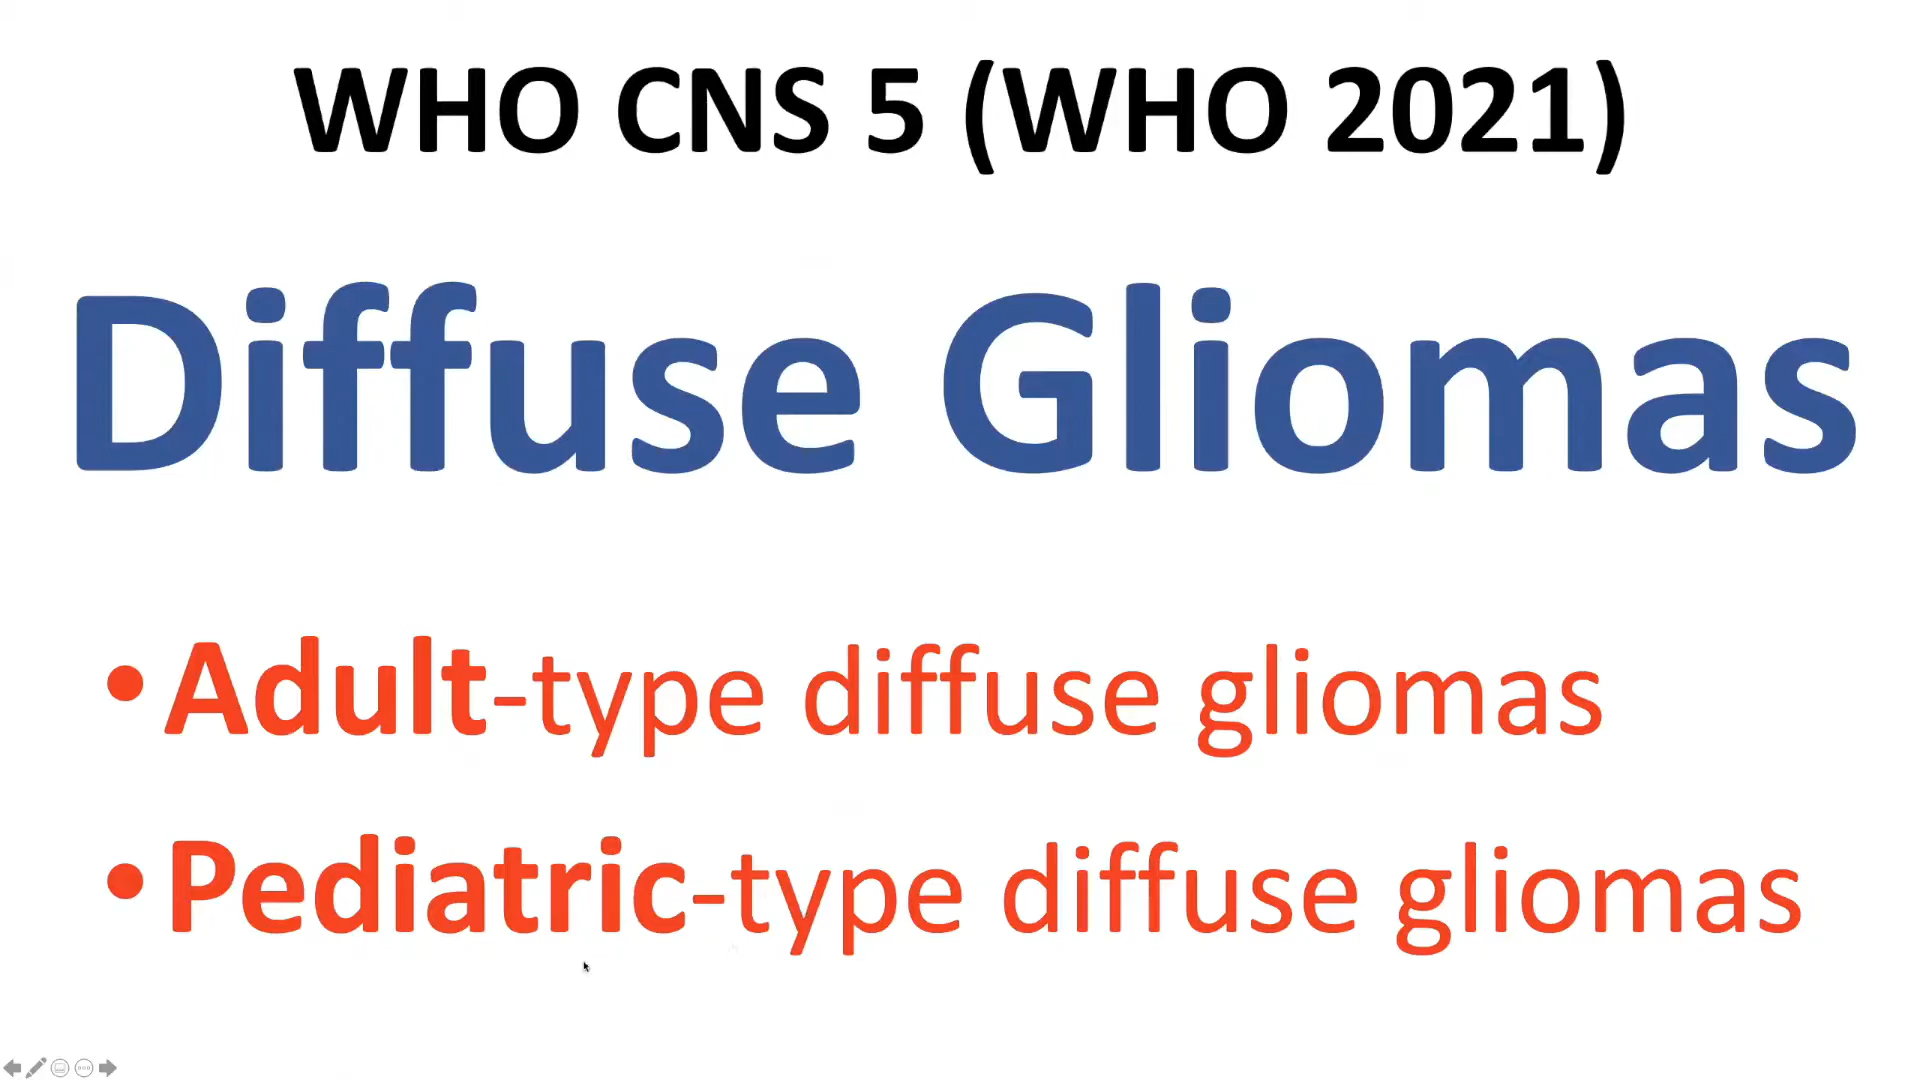 WHO CNS 5 (WHO 2021)
Diffuse Gliomas
•Adult-type diffuse gliomas
•Pediatric-type diffuse gliomas